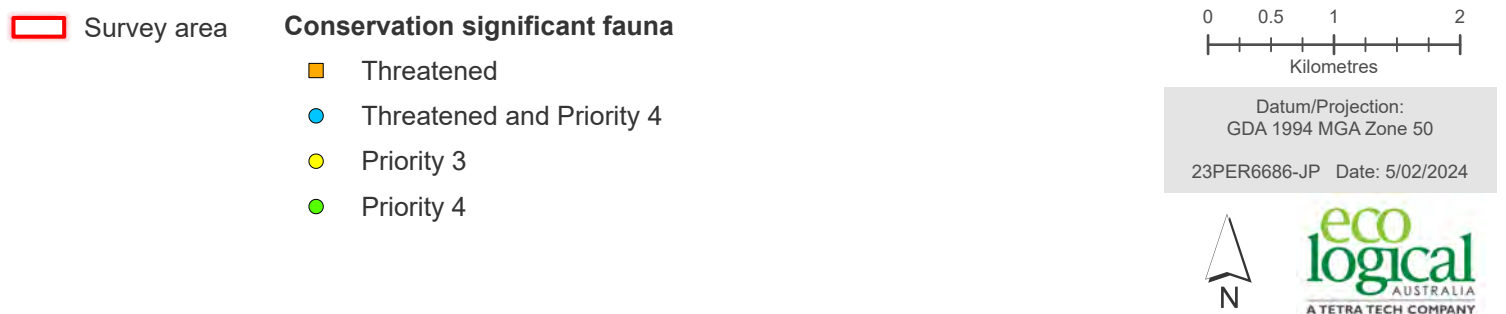 Survey area
Conservation significant fauna
Threatened
Threatened and Priority 4
Priority 3
Priority 4
0 0.5 1 2
Kilometres
Datum/Projection:
GDA 1994 MGA Zone 50
23PER6686-JP Date: 5/02/2024
N
eco
logical
AUSTRALIA
A TETRA TECH COMPANY